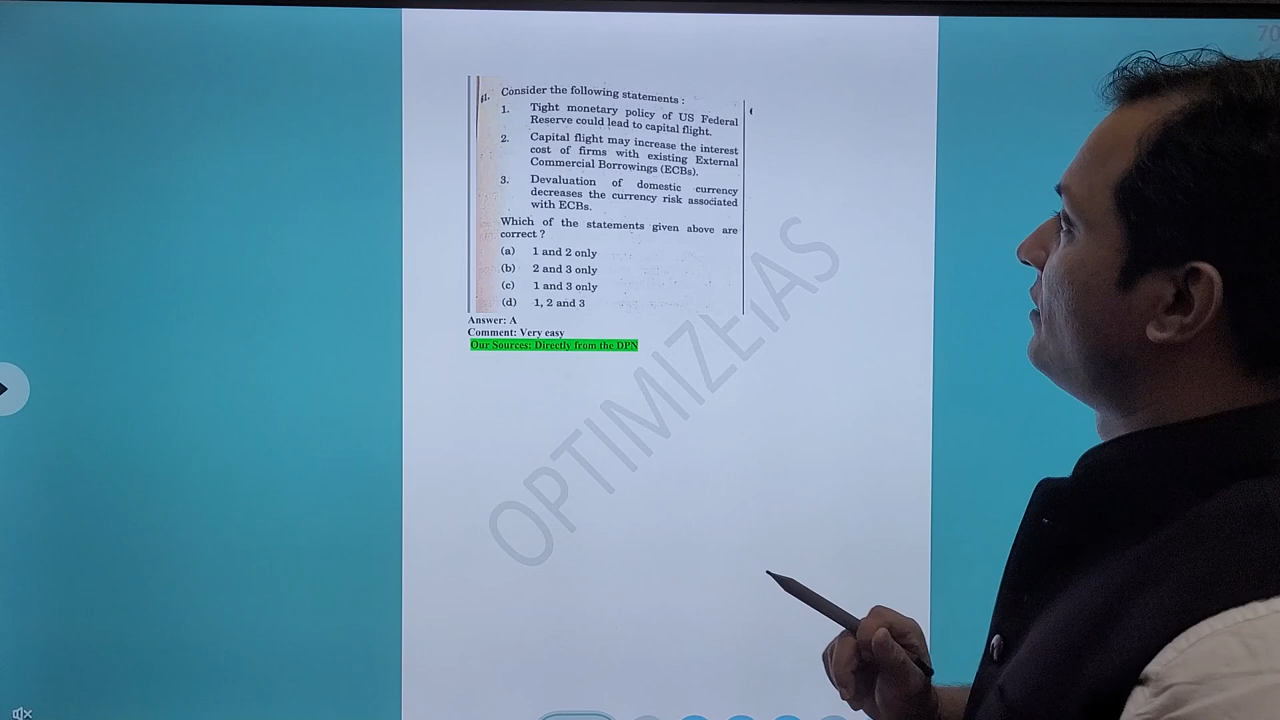 70
41. Consider the following statements :
1. Tight monetary policy of US Federal
Reserve could lead to capital flight.
2. Capital flight may increase the interest
cost of firms with existing External
Commercial Borrowings (ECBs).
3. Devaluation of domestic currency
decreases the currency risk associated
with ECBs.
Which of the statements given above are
correct ?
(a) 1 and 2 only
(b) 2 and 3 only
(c) 1 and 3 only
(d) 1, 2 and 3
Answer: A
Comment: Very easy
Our Sources: Directly from the DPN
OPTIMIZE IAS